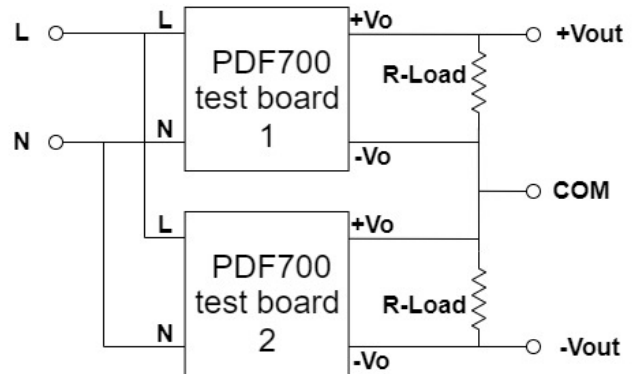 L
L
+Vo
+Vout
PDF700
test board
1
R-Load
N
N
-Vo
COM
L
+Vo
PDF700
test board
2
R-Load
N
-Vo
-Vout